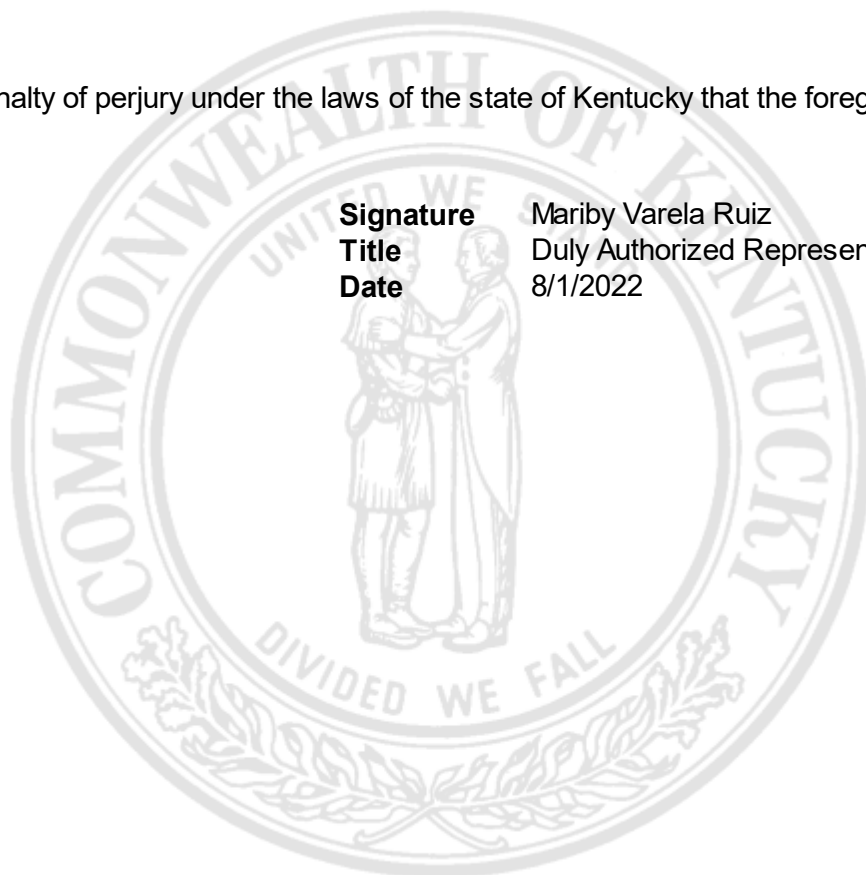 nalty of perjury under the laws of the state of Kentucky that the foreg
Signature Mariby Varela Ruiz
Title Duly Authorized Represen
Date 8/1/2022
COMMONWEALTH OF KENTUCKY
UNITED WE STAND
DIVIDED WE FALL